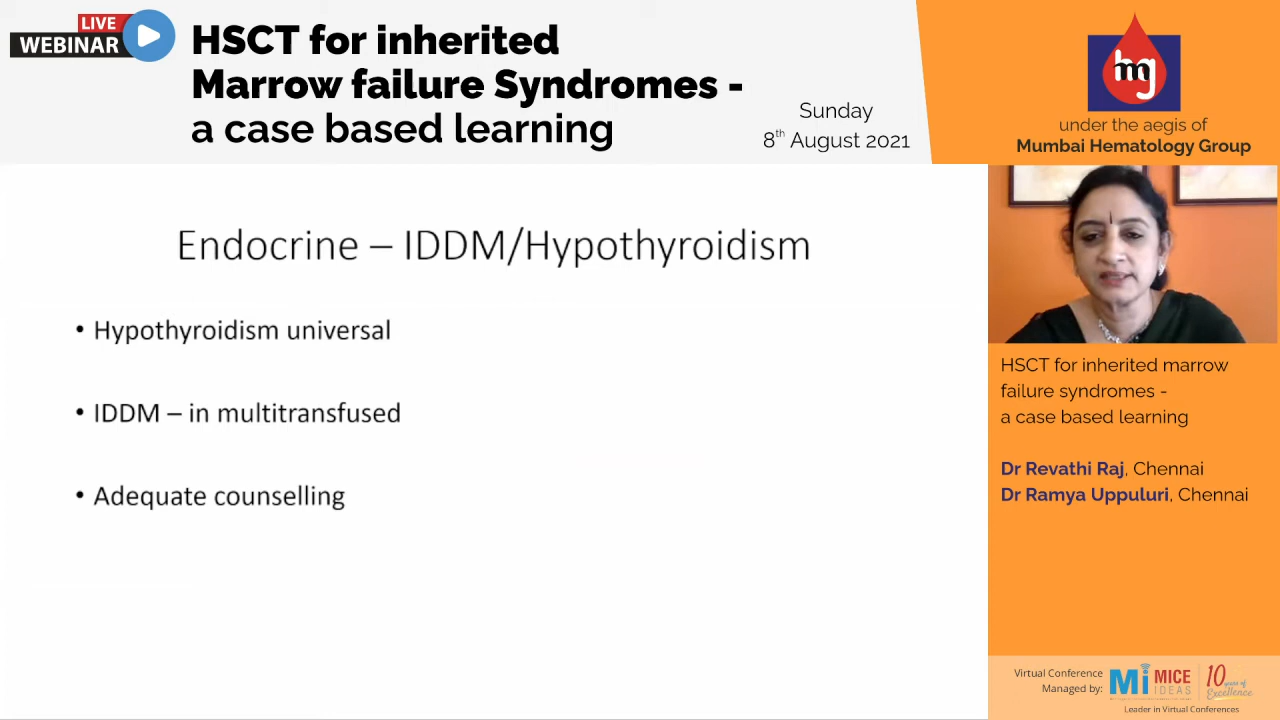 LIVE
WEBINAR
HSCT for inherited
Marrow failure Syndromes -
a case based learning
Sunday
8th August 2021
hmg
under the aegis of
Mumbai Hematology Group
Endocrine – IDDM/Hypothyroidism
• Hypothyroidism universal
• IDDM – in multitransfused
• Adequate counselling
HSCT for inherited marrow
failure syndromes -
a case based learning
Dr Revathi Raj, Chennai
Dr Ramya Uppuluri, Chennai
Virtual Conference
Managed by:
Mi MICE
IDEAS
10 years of
Excellence
Leader in Virtual Conferences